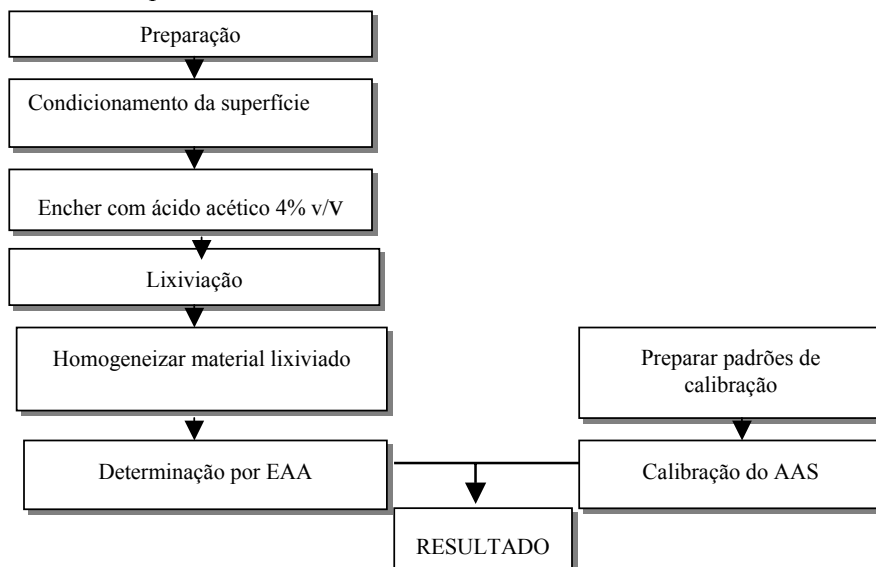 Preparação
Condicionamento da superfície
Encher com ácido acético 4% v/v
Lixiviação
Homogeneizar material lixiviado
Preparar padrões de
calibração
Determinação por EAA
Calibração do AAS
RESULTADO